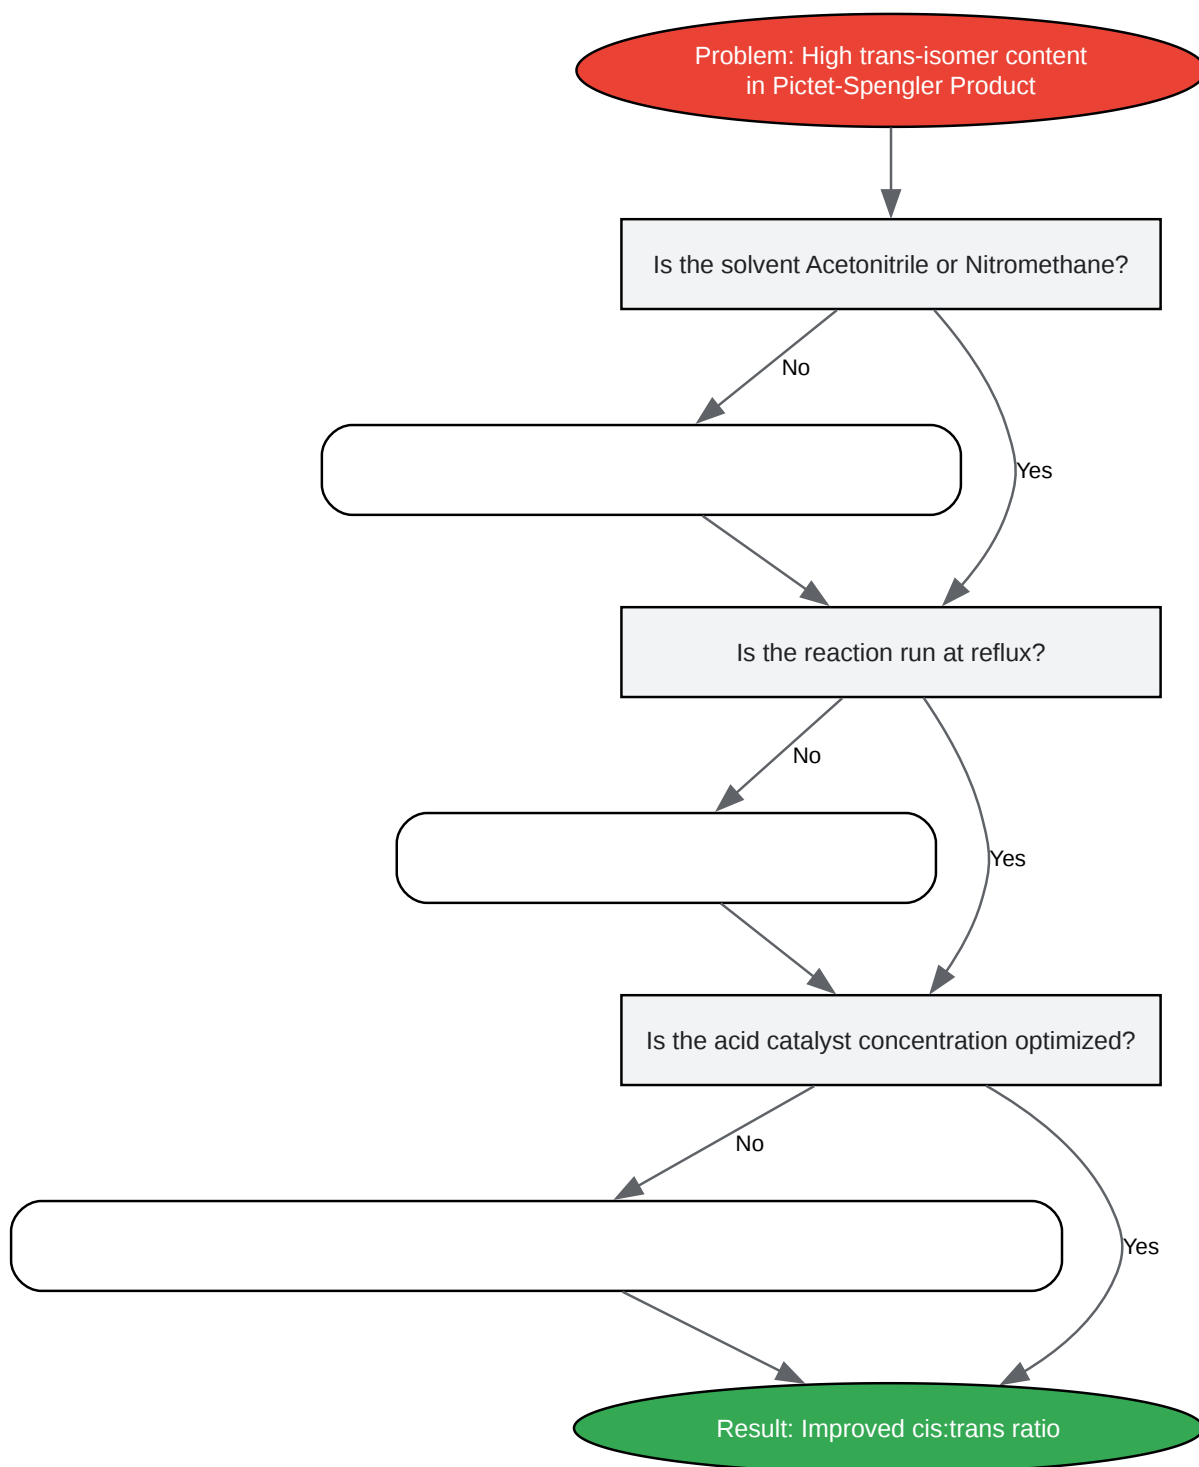 Problem: High trans-isomer content
in Pictet-Spengler Product
Is the solvent Acetonitrile or Nitromethane?
No
Yes
Is the reaction run at reflux?
No
Yes
Is the acid catalyst concentration optimized?
No
Yes
Result: Improved cis:trans ratio